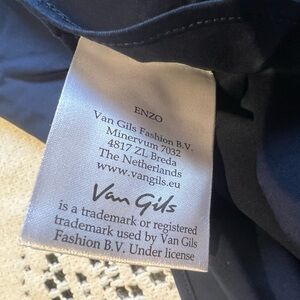 ENZO
Van Gils Fashion B.V.
Minervum 7032
4817 ZL Breda
The Netherlands
www.vangils.eu
Van Gils
is a trademark or registered
trademark used by Van Gils
Fashion B.V. Under license